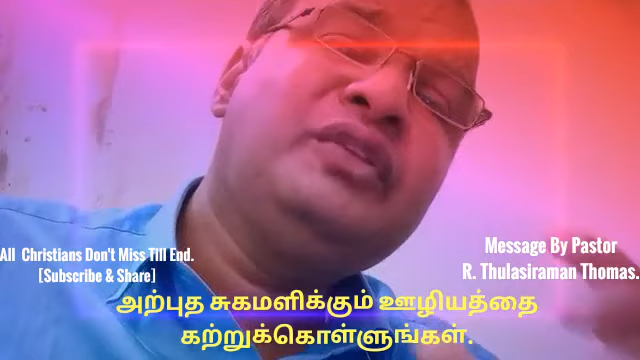 All Christians Don't Miss Till End.
[Subscribe & Share]
Message By Pastor
R. Thulasiraman Thomas.
அற்புத சுகமளிக்கும் ஊழியத்தை
கற்றுக்கொள்ளுங்கள்.